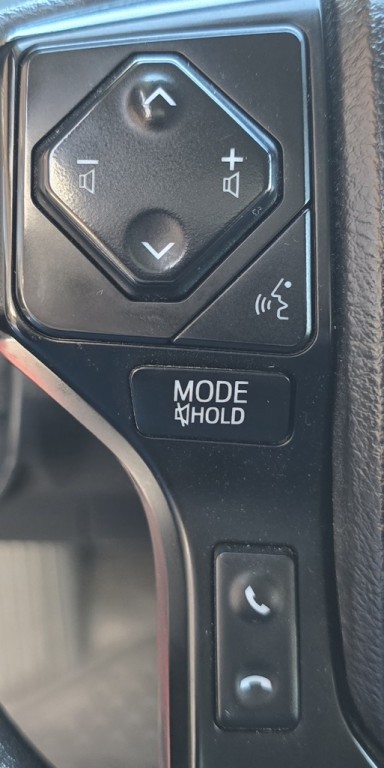 - +
MODE
HOLD